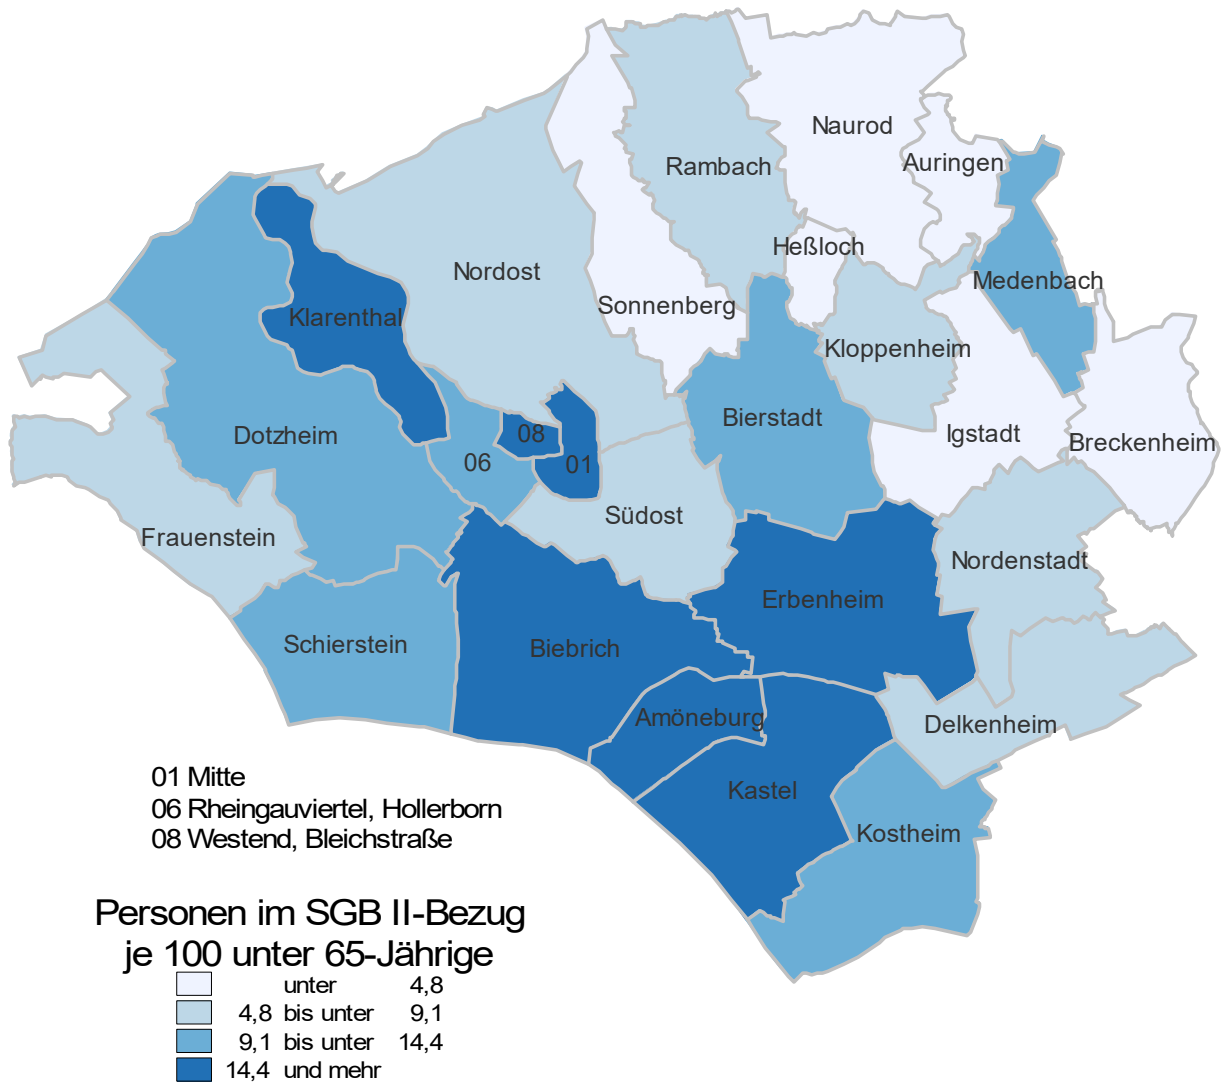 Naurod
Auringen
Rambach
Heßloch
Nordost
Medenbach
Sonnenberg
Klarenthal
Kloppenheim
Bierstadt
Dotzheim
08
Igstadt
Breckenheim
06
01
Südost
Frauenstein
Nordenstadt
Erbenheim
Schierstein
Biebrich
Amöneburg
Delkenheim
Kastel
Kostheim
01 Mitte
06 Rheingauviertel, Hollerborn
08 Westend, Bleichstraße
Personen im SGB II-Bezug
je 100 unter 65-Jährige
unter 4,8
4,8 bis unter 9,1
9,1 bis unter 14,4
14,4 und mehr